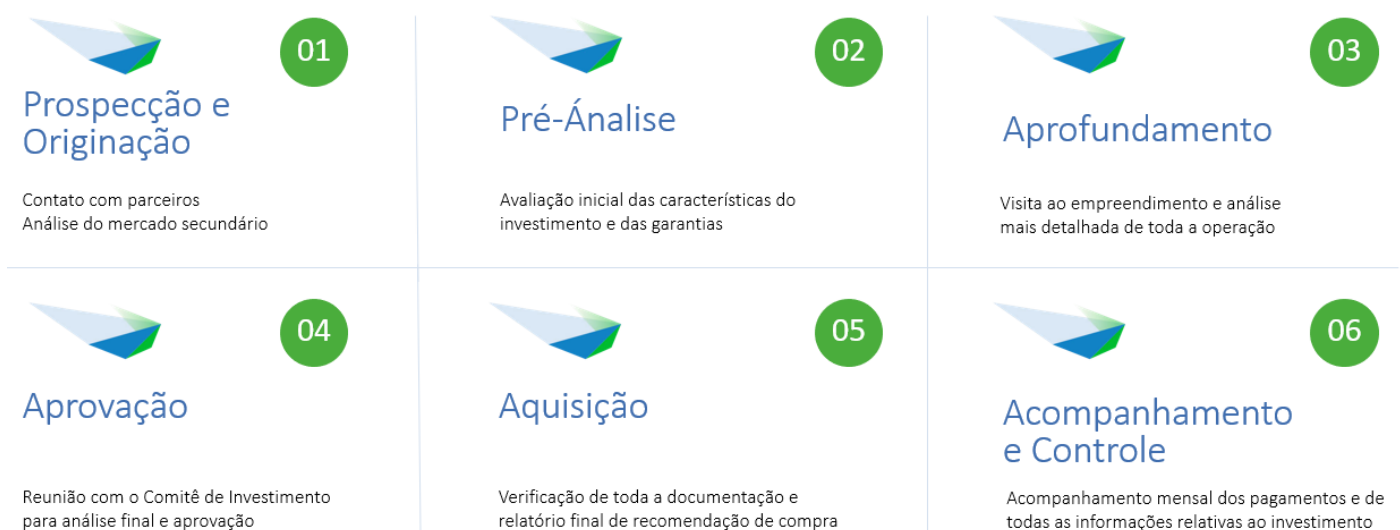 01
Prospecção e
Originação
Contato com parceiros
Análise do mercado secundário
02
Pré-Ánalise
Avaliação inicial das características do
investimento e das garantias
03
Aprofundamento
Visita ao empreendimento e análise
mais detalhada de toda a operação
04
Aprovação
Reunião com o Comitê de Investimento
para análise final e aprovação
05
Aquisição
Verificação de toda a documentação e
relatório final de recomendação de compra
06
Acompanhamento
e Controle
Acompanhamento mensal dos pagamentos e de
todas as informações relativas ao investimento